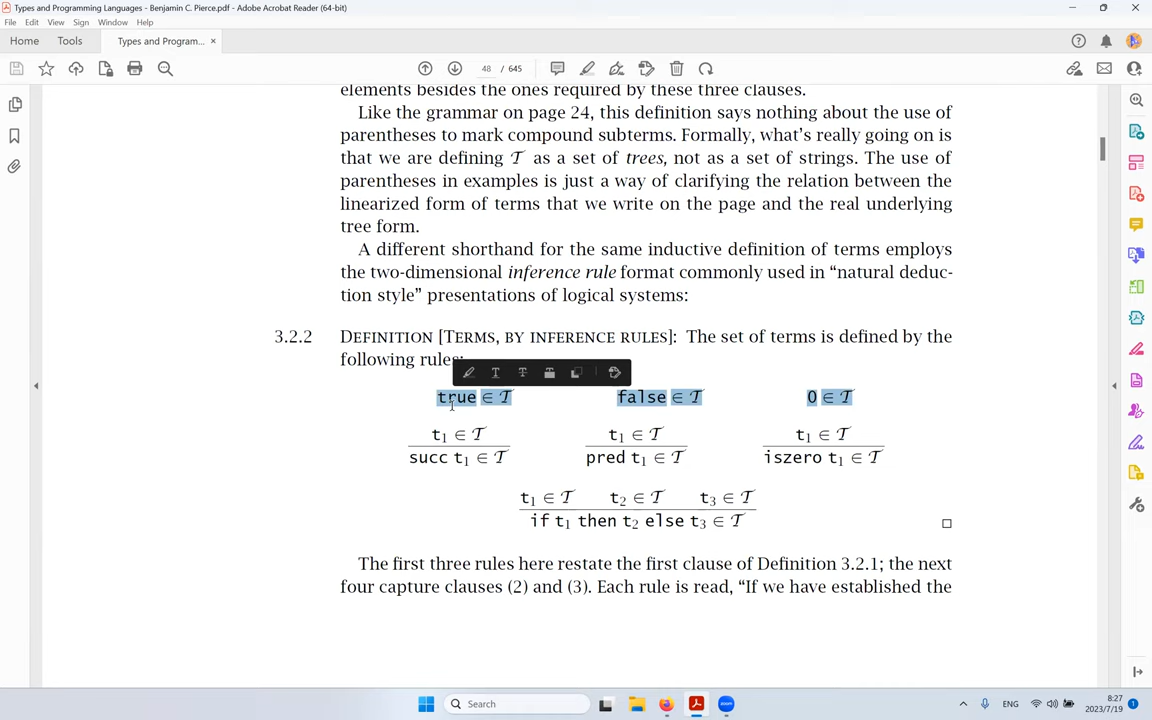 Types and Programming Languages - Benjamin C. Pierce.pdf - Adobe Acrobat Reader (64-bit)
File Edit View Sign Window Help
Home Tools Types and Program... ×
48 / 645
elements besides the ones required by these three clauses.
Like the grammar on page 24, this definition says nothing about the use of
parentheses to mark compound subterms. Formally, what's really going on is
that we are defining 𝒯 as a set of trees, not as a set of strings. The use of
parentheses in examples is just a way of clarifying the relation between the
linearized form of terms that we write on the page and the real underlying
tree form.
A different shorthand for the same inductive definition of terms employs
the two-dimensional inference rule format commonly used in “natural deduc-
tion style” presentations of logical systems:
3.2.2 DEFINITION [TERMS, BY INFERENCE RULES]: The set of terms is defined by the
following rules:
true ∈ 𝒯 false ∈ 𝒯 0 ∈ 𝒯
t₁ ∈ 𝒯 t₁ ∈ 𝒯 t₁ ∈ 𝒯
succ t₁ ∈ 𝒯 pred t₁ ∈ 𝒯 iszero t₁ ∈ 𝒯
t₁ ∈ 𝒯 t₂ ∈ 𝒯 t₃ ∈ 𝒯
if t₁ then t₂ else t₃ ∈ 𝒯
□
The first three rules here restate the first clause of Definition 3.2.1; the next
four capture clauses (2) and (3). Each rule is read, “If we have established the
Search
zoom
ENG
8:27
2023/7/19
1